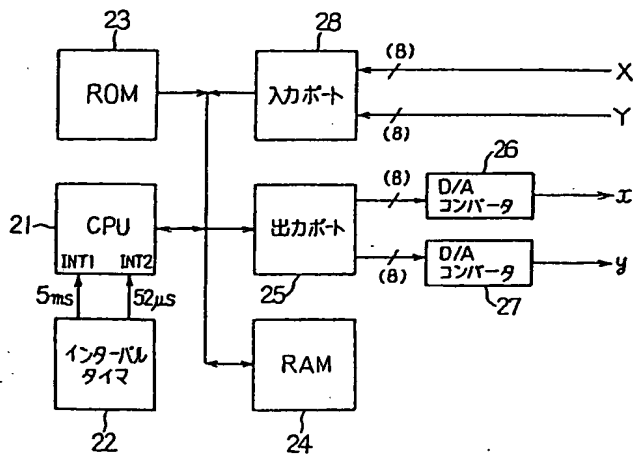 23
ROM
28
入力ポート
(8)
X
(8)
Y
21
CPU
INT1
INT2
5ms
52μs
出力ポート
25
(8)
26
D/A
コンバータ
x
(8)
D/A
コンバータ
27
y
インターバル
タイマ
22
RAM
24